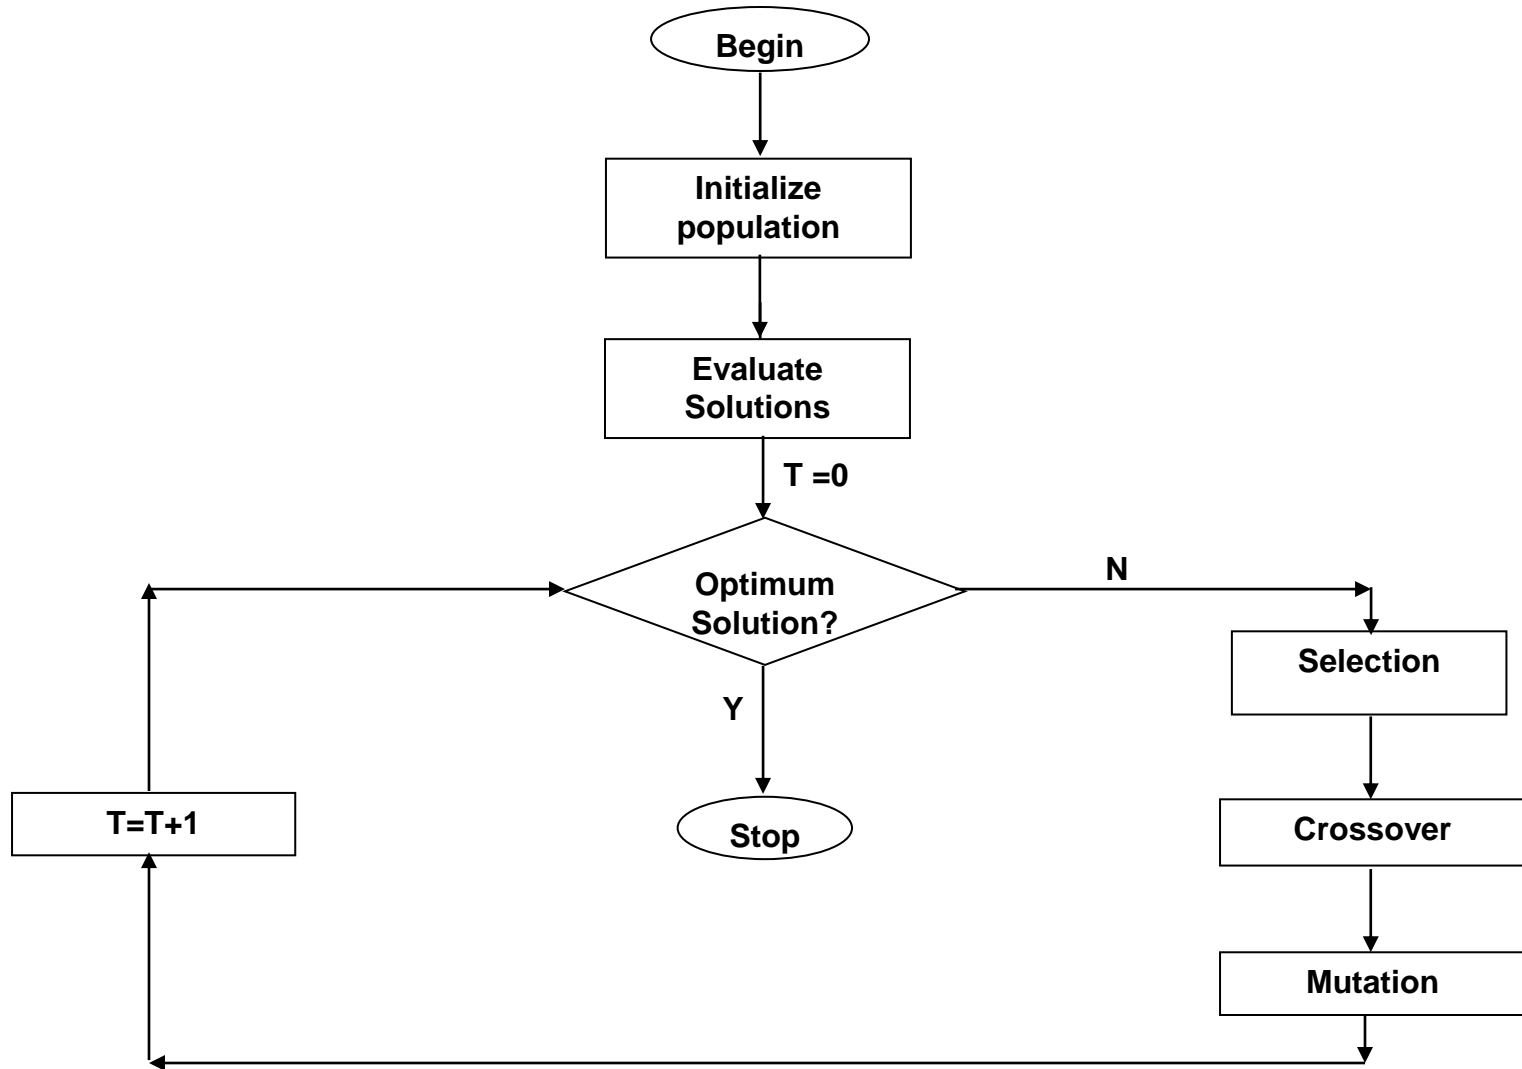 Begin
Initialize
population
Evaluate
Solutions
T =0
Optimum
Solution?
N
Y
Selection
Crossover
Mutation
T=T+1
Stop